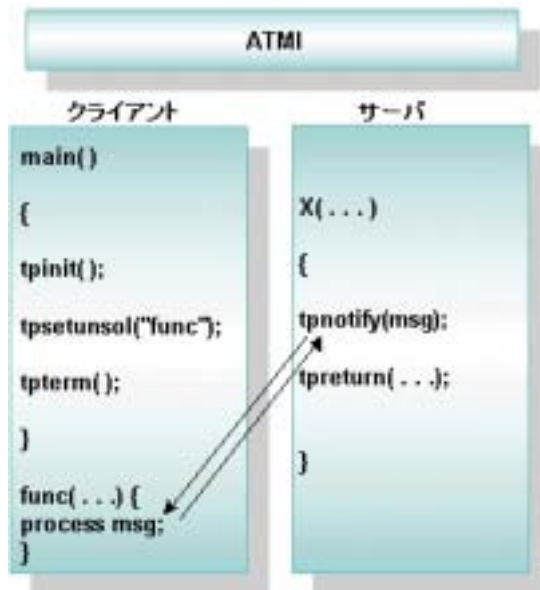 ATMI
クライアント
main( )
{
tpinit( );
tpsetunsol("func");
tpterm( );
}
func( . . .) {
process msg;
}
サーバ
X( . . . )
{
tpnotify(msg);
tpreturn( . . .);
}